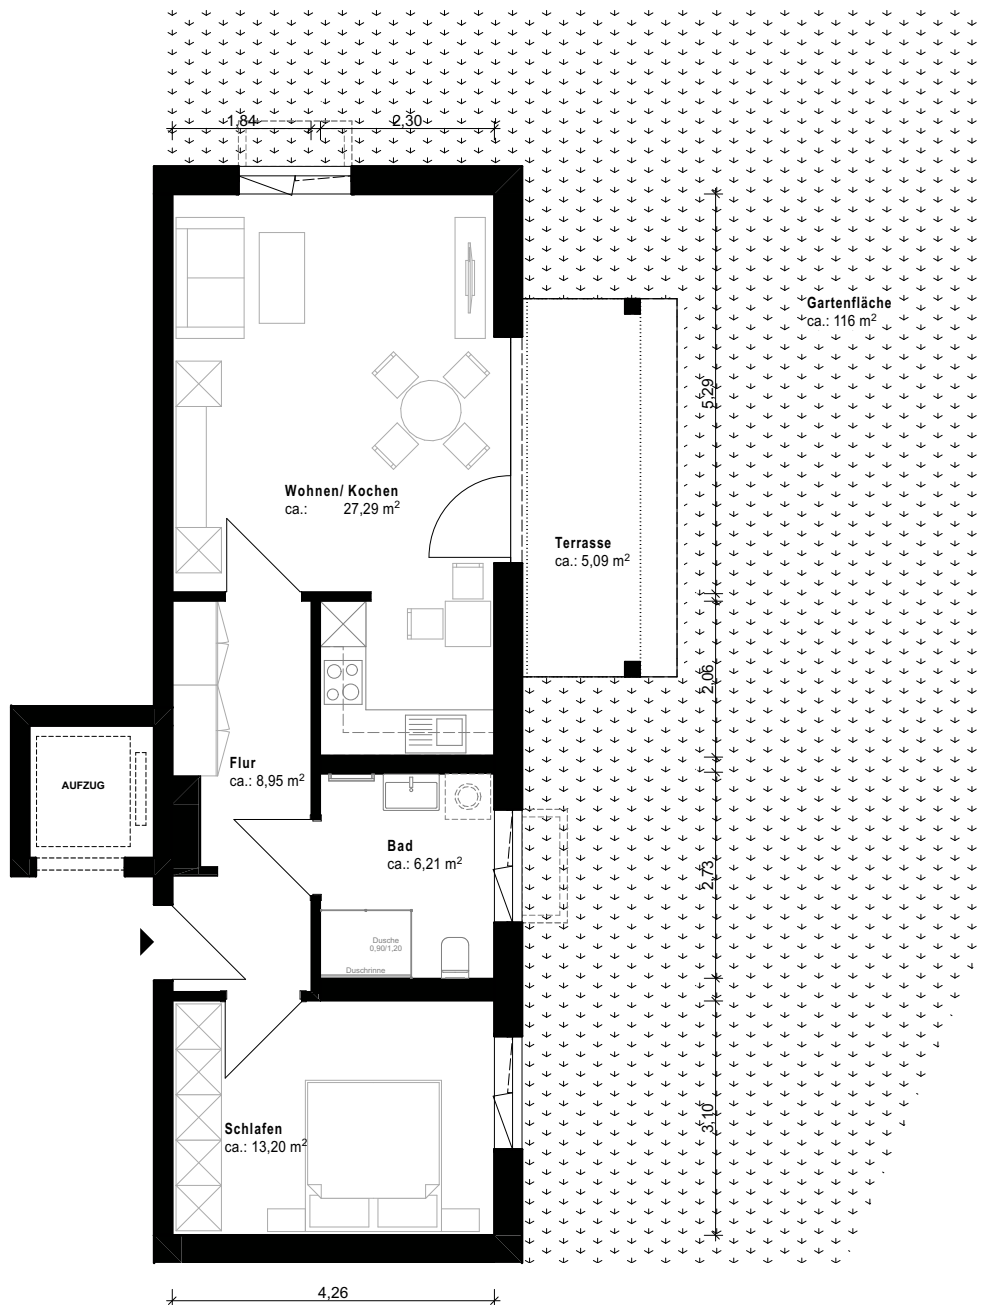 1,84
2,30
Gartenfläche
ca.: 116 m²
5,29
Wohnen/ Kochen
ca.: 27,29 m²
Terrasse
ca.: 5,09 m²
2,06
Flur
ca.: 8,95 m²
AUFZUG
Bad
ca.: 6,21 m²
2,73
Dusche
0,90/1,20
Duschrinne
3,10
Schlafen
ca.: 13,20 m²
4,26